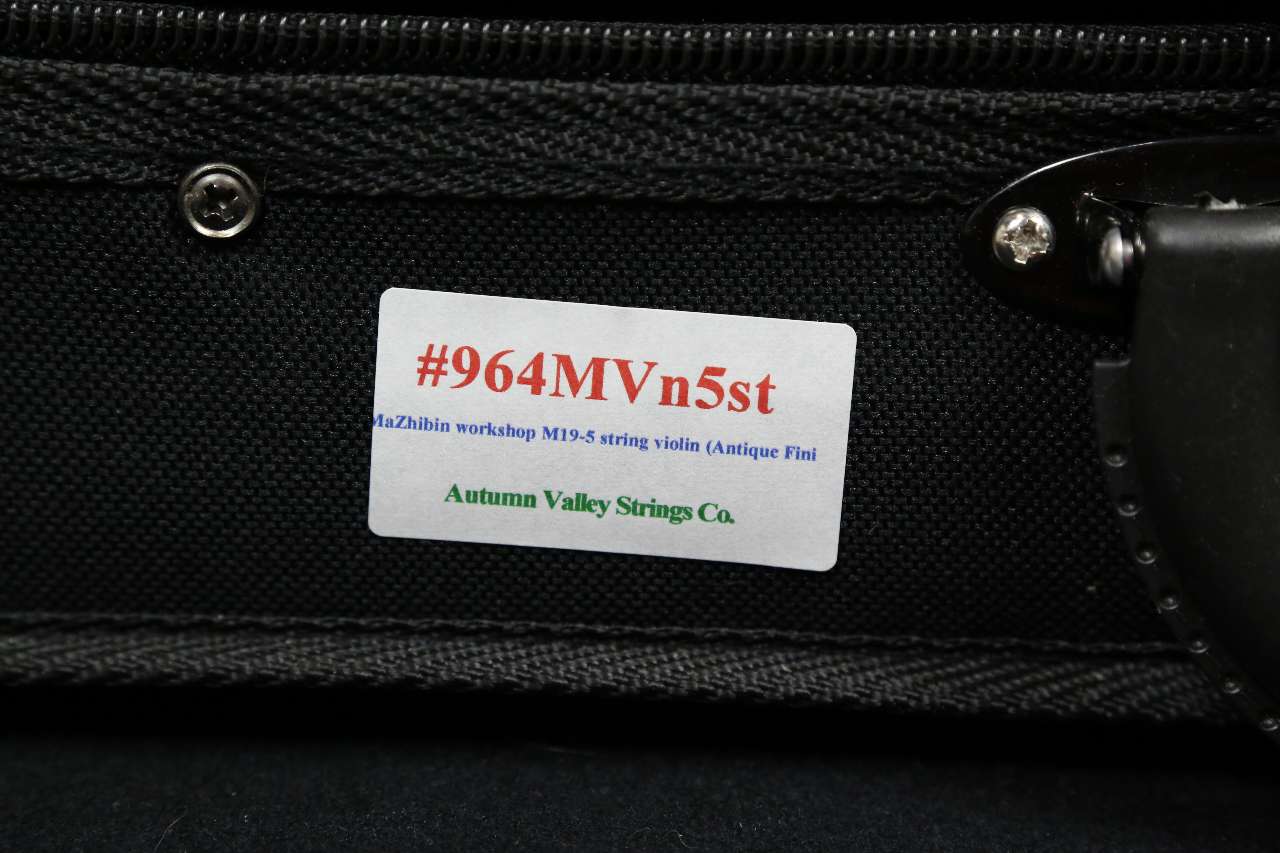 #964MVn5st
MaZhibin workshop M19-5 string violin (Antique Fini
Autumn Valley Strings Co.